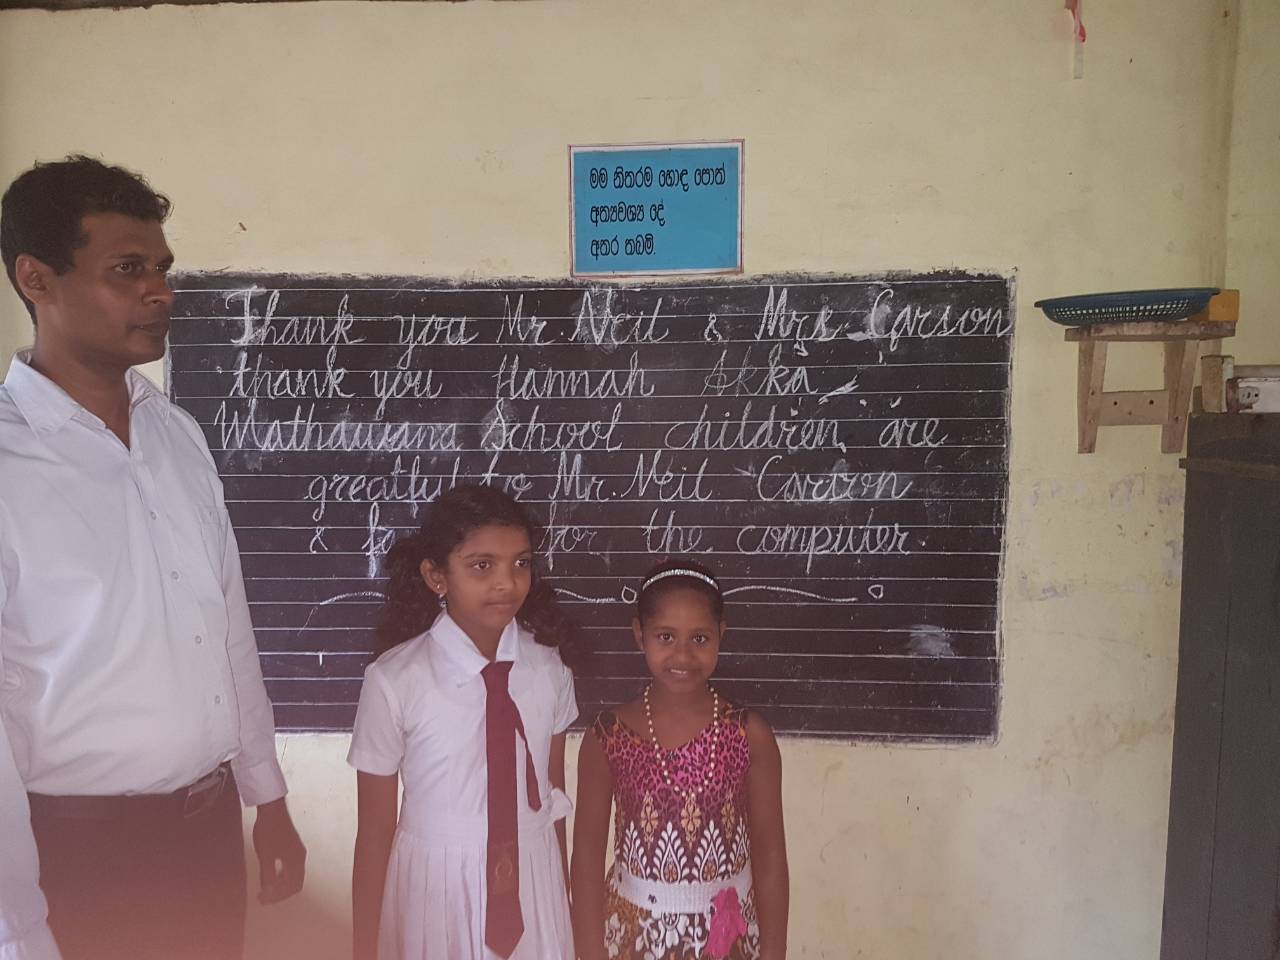 මම නිතරම හොඳ පොත්
අත්‍යවශ්‍ය දේ
අතර තබමි.
Thank you Mr. Neil & Mrs. Carson
thank you Hannah Akka
School children are
greatful to Mr. Neil Carson
& for the computer.